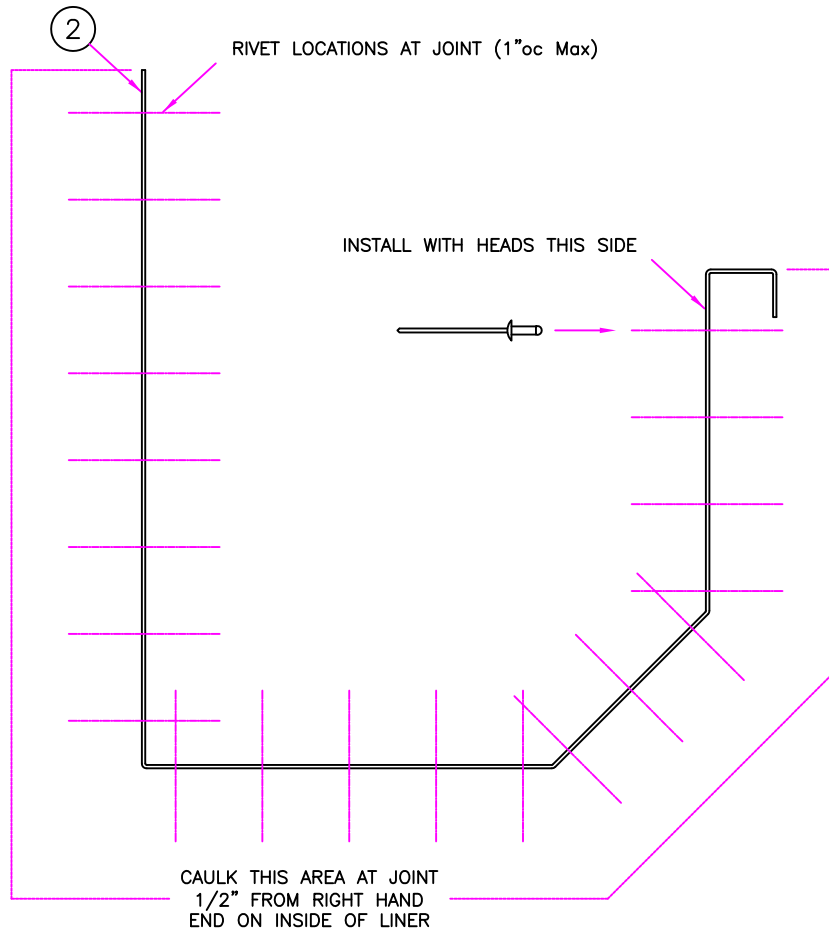 2
RIVET LOCATIONS AT JOINT (1"oc Max)
INSTALL WITH HEADS THIS SIDE
CAULK THIS AREA AT JOINT
1/2" FROM RIGHT HAND
END ON INSIDE OF LINER